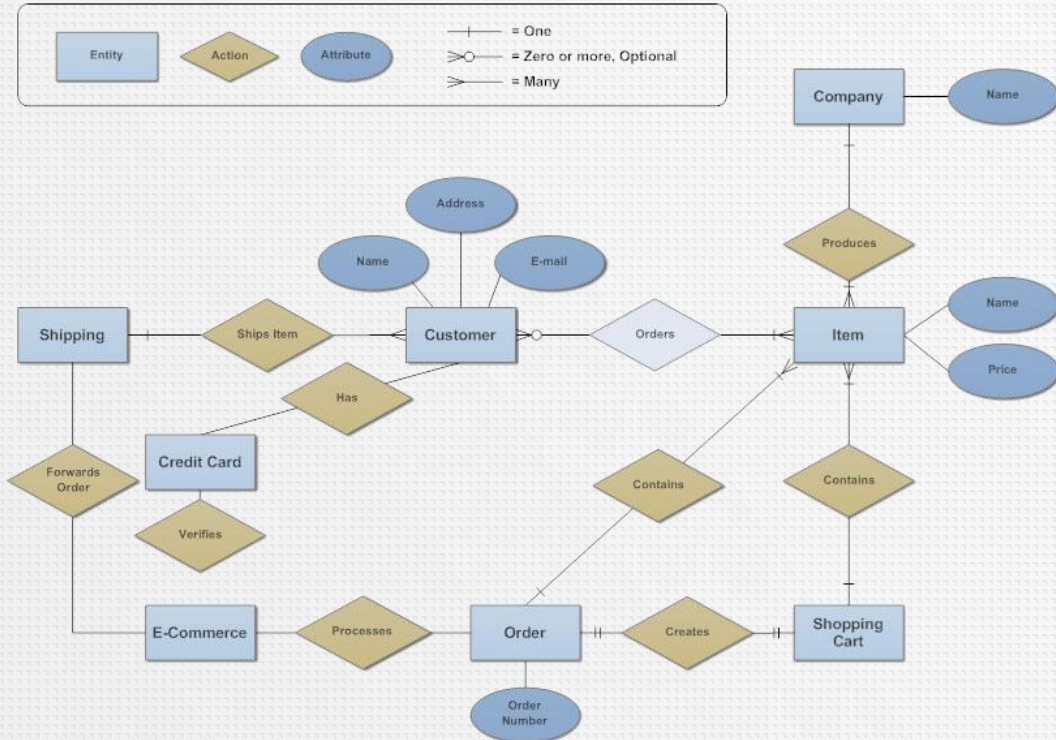 Entity
Action
Attribute
= One
= Zero or more, Optional
= Many
Company
Name
Produces
Address
Name
E-mail
Shipping
Ships Item
Customer
Orders
Item
Name
Price
Has
Credit Card
Forwards
Order
Verifies
Contains
Contains
E-Commerce
Processes
Order
Creates
Shopping
Cart
Order
Number